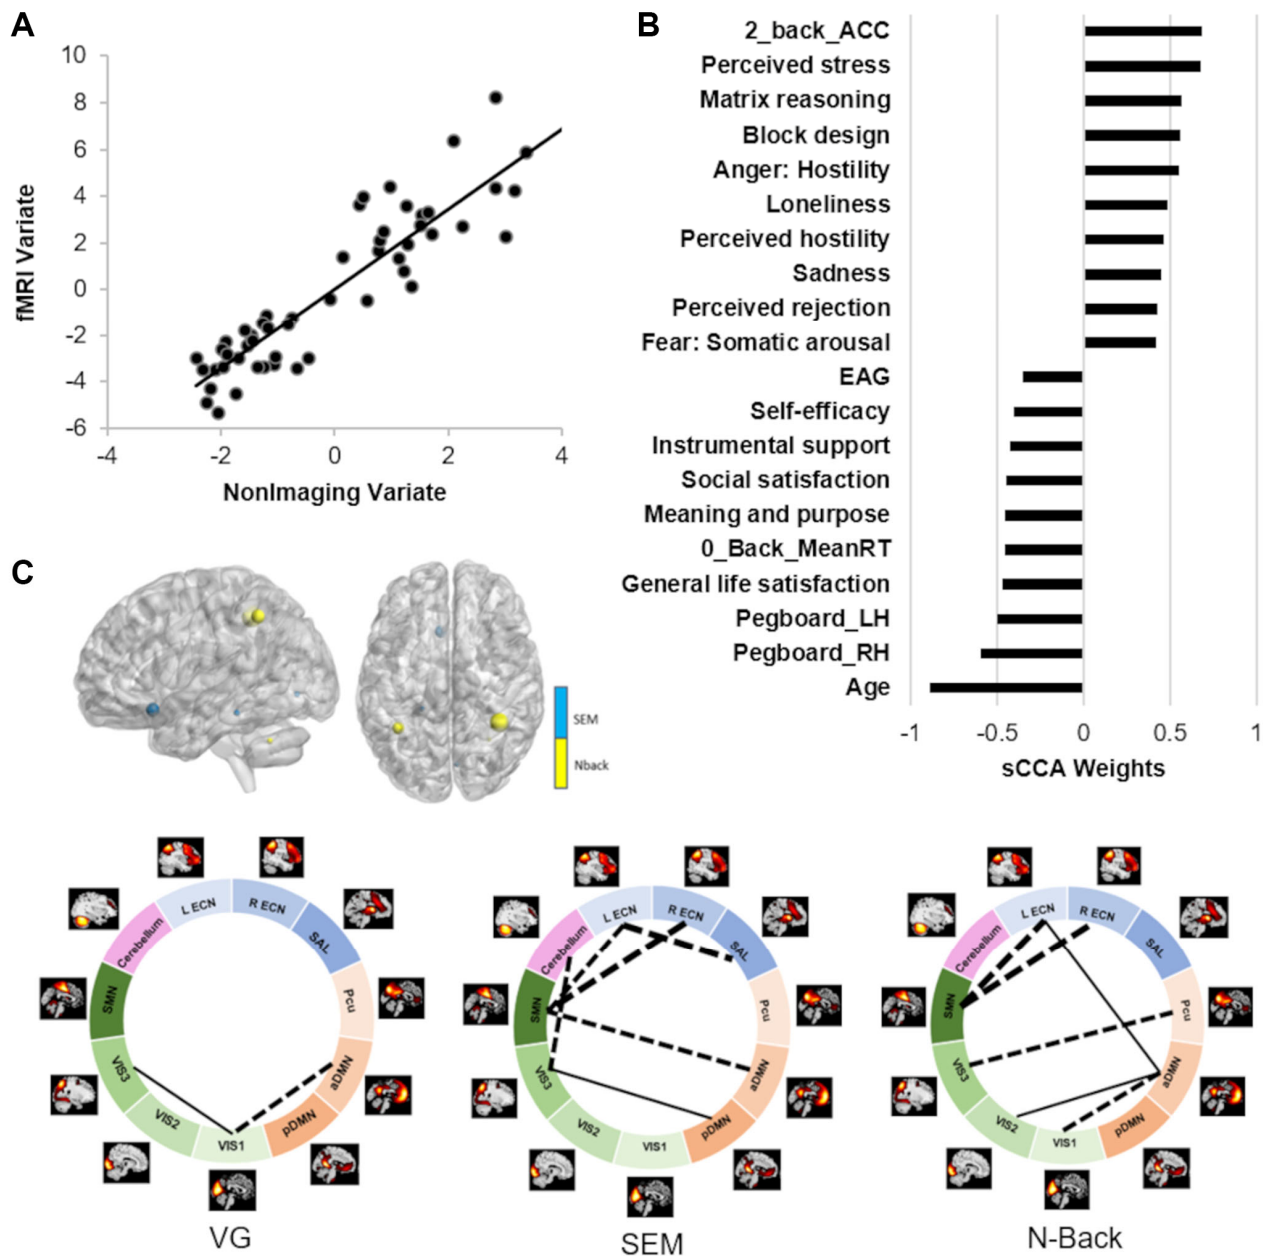 A
10
8
6
4
2
0
-2
-4
-6
-4
-2
0
2
4
fMRI Variate
NonImaging Variate
B
2_back_ACC
Perceived stress
Matrix reasoning
Block design
Anger: Hostility
Loneliness
Perceived hostility
Sadness
Perceived rejection
Fear: Somatic arousal
EAG
Self-efficacy
Instrumental support
Social satisfaction
Meaning and purpose
0_Back_MeanRT
General life satisfaction
Pegboard_LH
Pegboard_RH
Age
-1
-0.5
0
0.5
1
sCCA Weights
C
SEM
Nback
L ECN
R ECN
SAL
Pcu
aDMN
pDMN
VIS1
VIS2
VIS3
SMN
Cerebellum
VG
L ECN
R ECN
SAL
Pcu
aDMN
pDMN
VIS1
VIS2
VIS3
SMN
Cerebellum
SEM
L ECN
R ECN
SAL
Pcu
aDMN
pDMN
VIS1
VIS2
VIS3
SMN
Cerebellum
N-Back